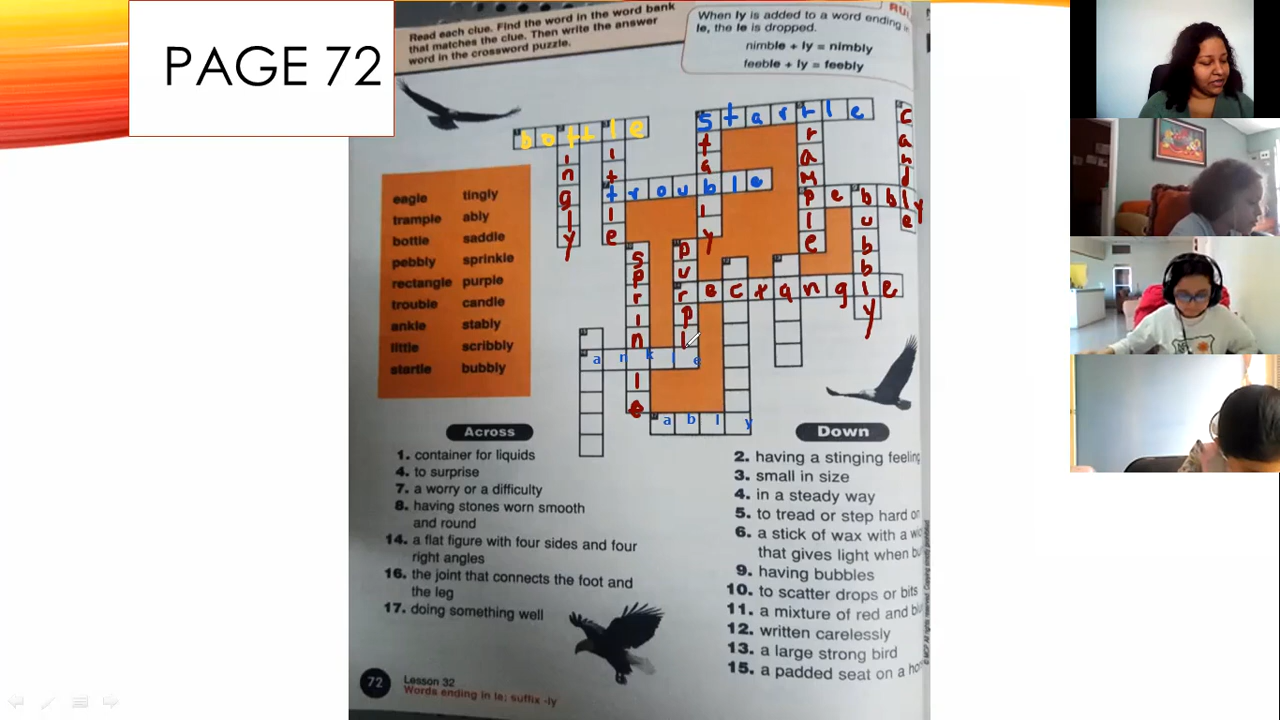 PAGE 72
Read each clue. Find the word in the word bank
that matches the clue. Then write the answer
word in the crossword puzzle.
RU
When ly is added to a word ending in
le, the le is dropped.
nimble + ly = nimbly
feeble + ly = feebly
bottle
startle
tingly
little
stably
trample
candle
trouble
pebbly
bubbly
sprinle
purpl
rectangle
ankle
ably
eagle tingly
trample ably
bottle saddle
pebbly sprinkle
rectangle purple
trouble candle
ankle stably
little scribbly
startle bubbly
Across
1. container for liquids
4. to surprise
7. a worry or a difficulty
8. having stones worn smooth
and round
14. a flat figure with four sides and four
right angles
16. the joint that connects the foot and
the leg
17. doing something well
Down
2. having a stinging feeling
3. small in size
4. in a steady way
5. to tread or step hard on
6. a stick of wax with a
that gives light when
9. having bubbles
10. to scatter drops or bits
11. a mixture of red and
12. written carelessly
13. a large strong bird
15. a padded seat on a
72
Lesson 32
Words ending in le; suffix -ly